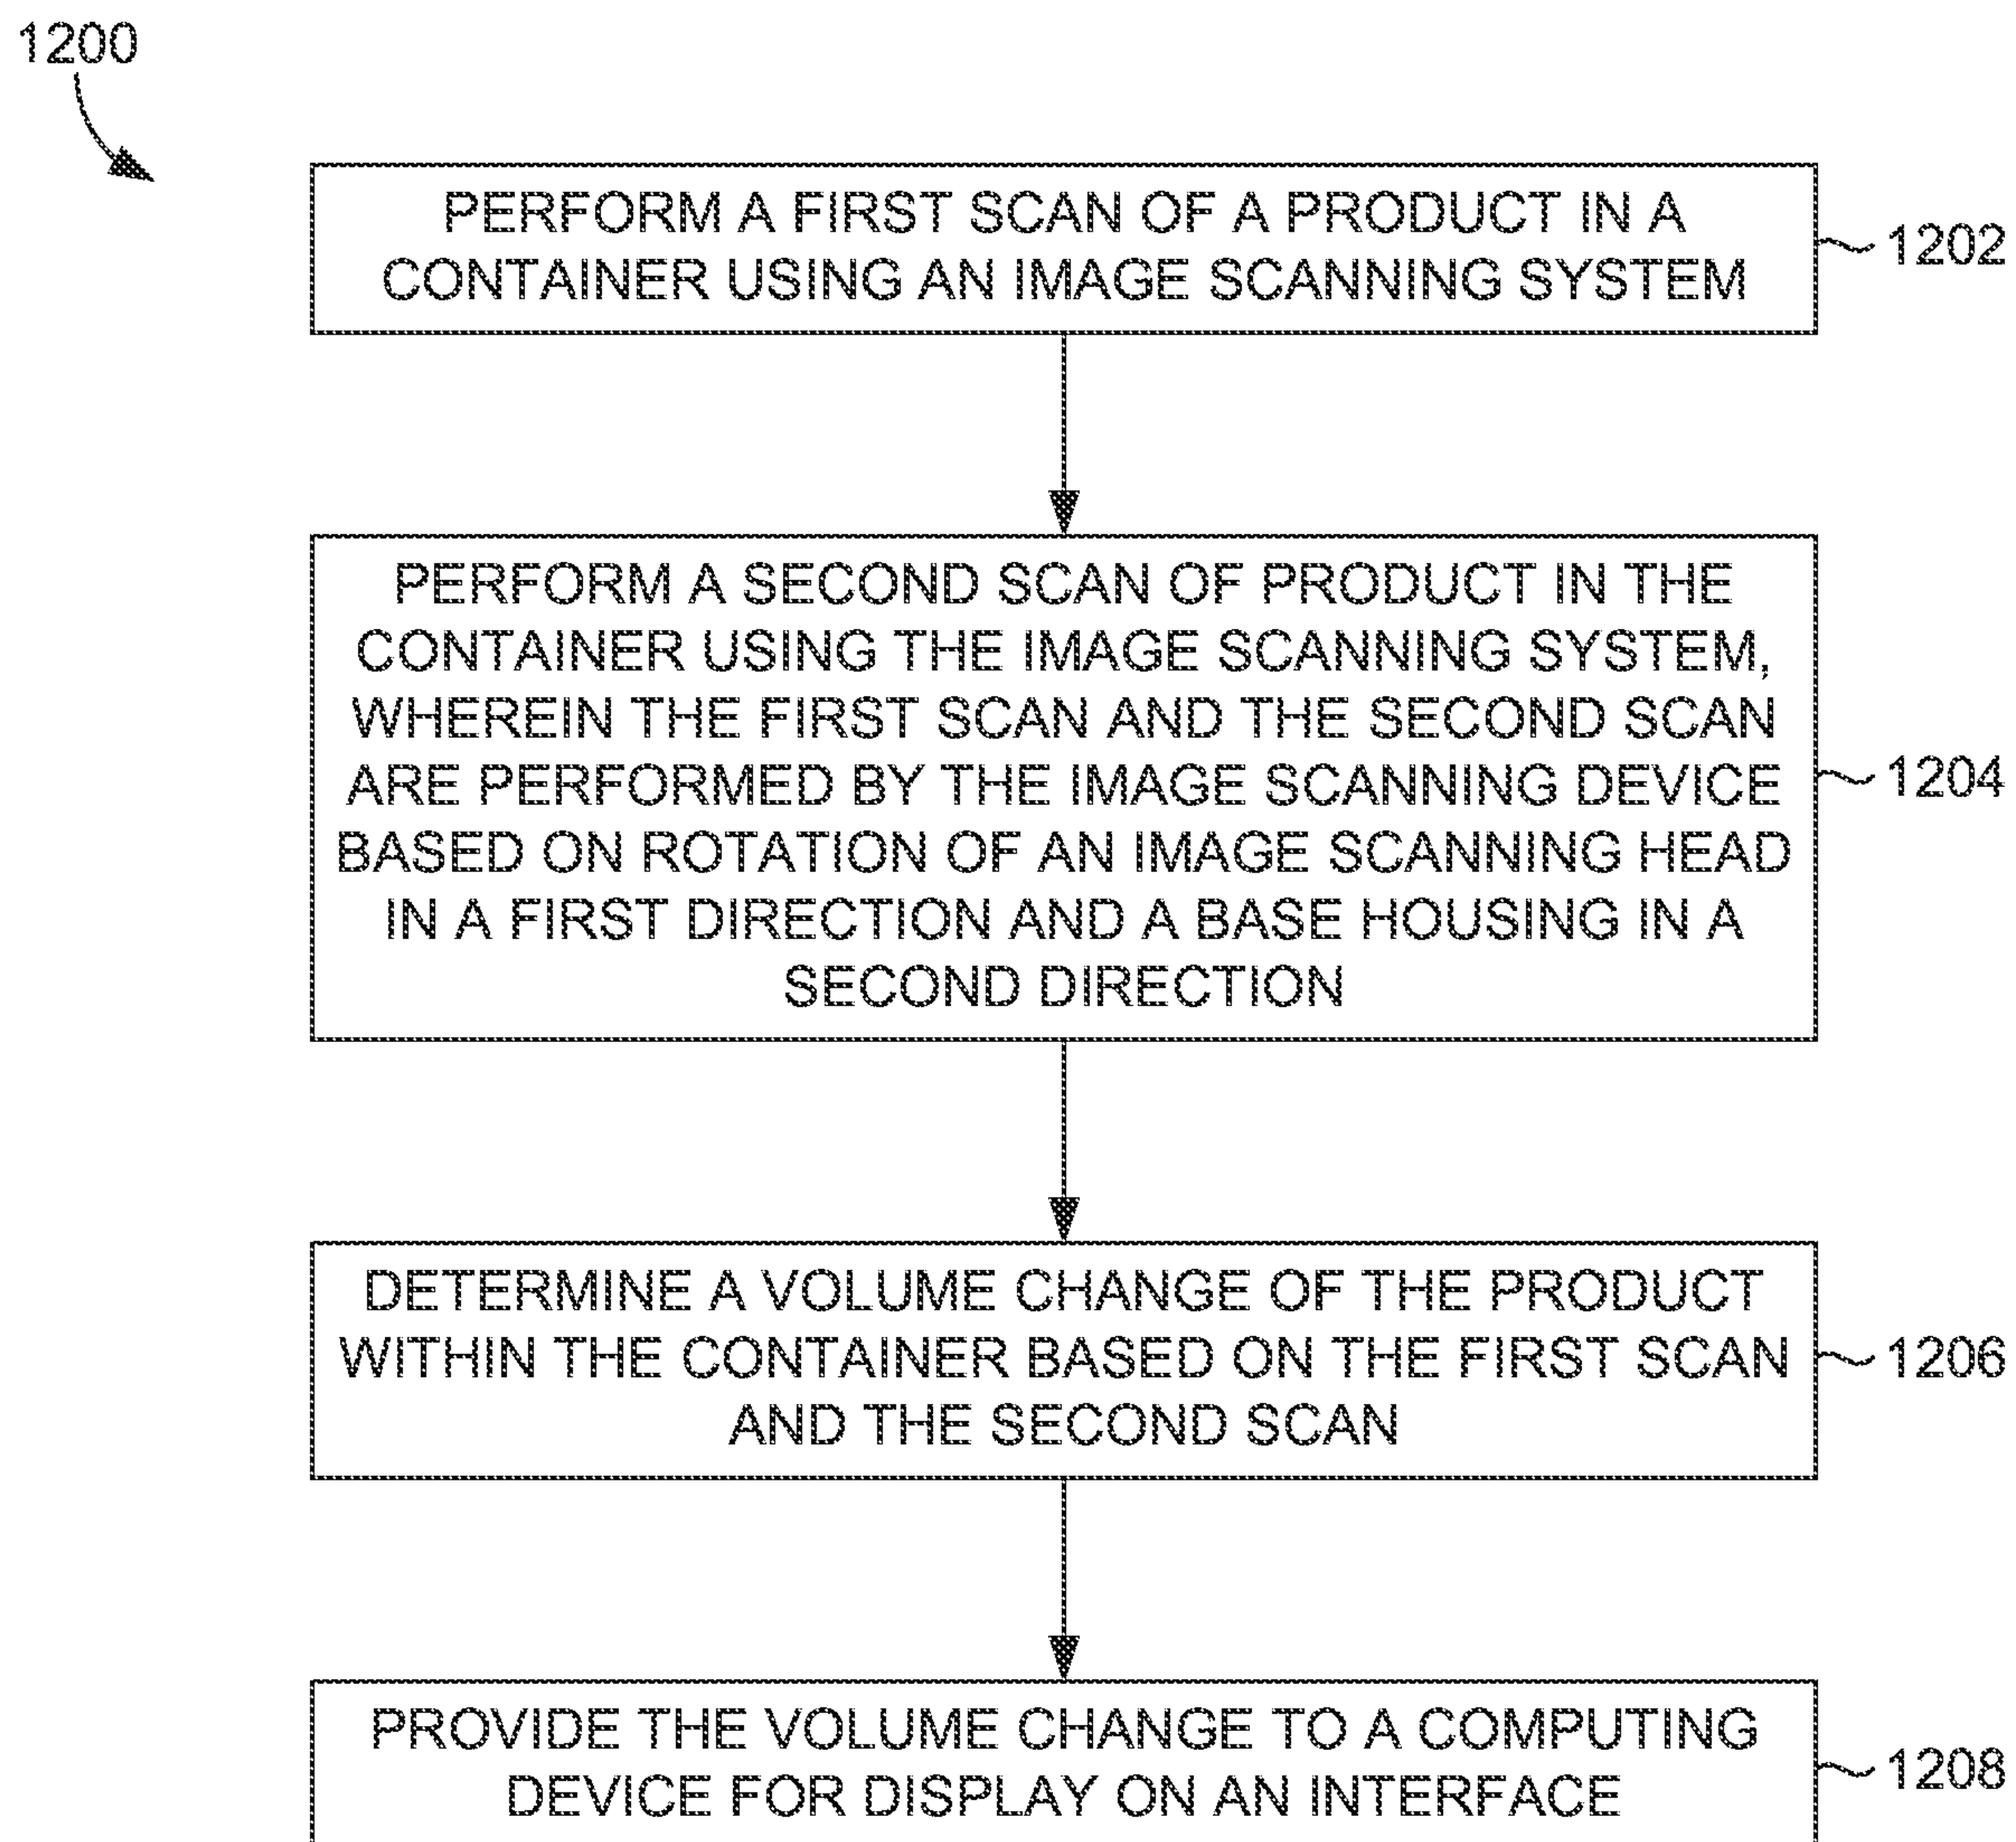 1200
PERFORM A FIRST SCAN OF A PRODUCT IN A
CONTAINER USING AN IMAGE SCANNING SYSTEM
1202
PERFORM A SECOND SCAN OF PRODUCT IN THE
CONTAINER USING THE IMAGE SCANNING SYSTEM,
WHEREIN THE FIRST SCAN AND THE SECOND SCAN
ARE PERFORMED BY THE IMAGE SCANNING DEVICE
BASED ON ROTATION OF AN IMAGE SCANNING HEAD
IN A FIRST DIRECTION AND A BASE HOUSING IN A
SECOND DIRECTION
1204
DETERMINE A VOLUME CHANGE OF THE PRODUCT
WITHIN THE CONTAINER BASED ON THE FIRST SCAN
AND THE SECOND SCAN
1206
PROVIDE THE VOLUME CHANGE TO A COMPUTING
DEVICE FOR DISPLAY ON AN INTERFACE
1208